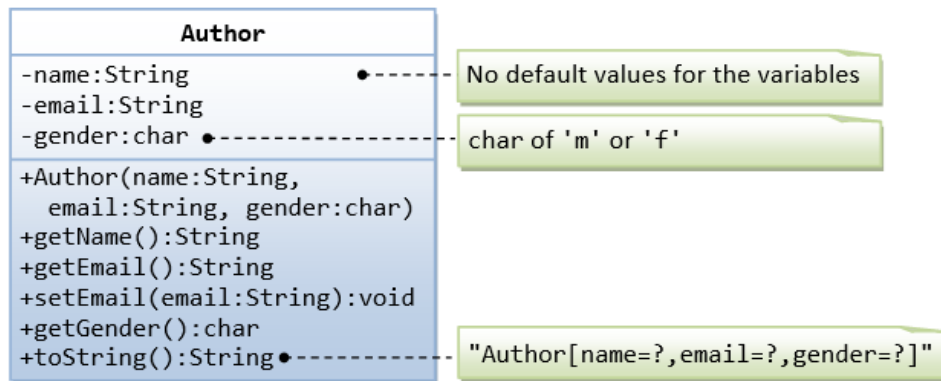 Author
-name:String
No default values for the variables
-email:String
-gender:char
char of 'm' or 'f'
+Author(name:String,
email:String, gender:char)
+getName():String
+getEmail():String
+setEmail(email:String):void
+getGender():char
+toString():String
"Author[name=?,email=?,gender=?]"